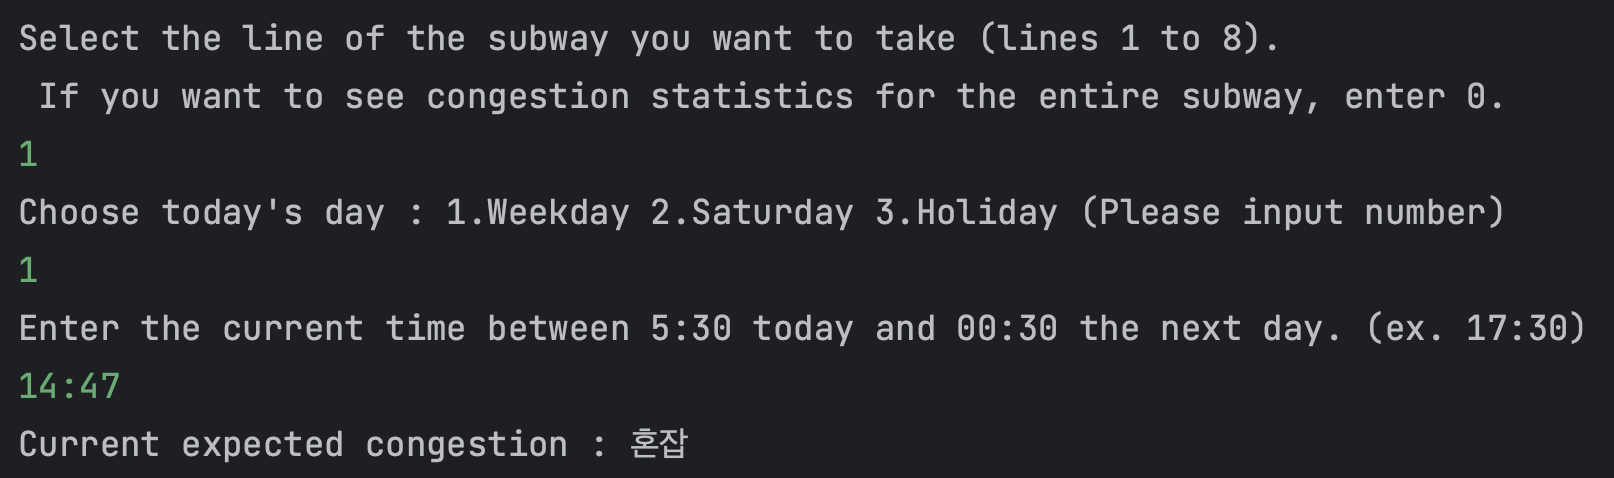 Select the line of the subway you want to take (lines 1 to 8).
If you want to see congestion statistics for the entire subway, enter 0.
1
Choose today's day : 1.Weekday 2.Saturday 3.Holiday (Please input number)
1
Enter the current time between 5:30 today and 00:30 the next day. (ex. 17:30)
14:47
Current expected congestion : 혼잡